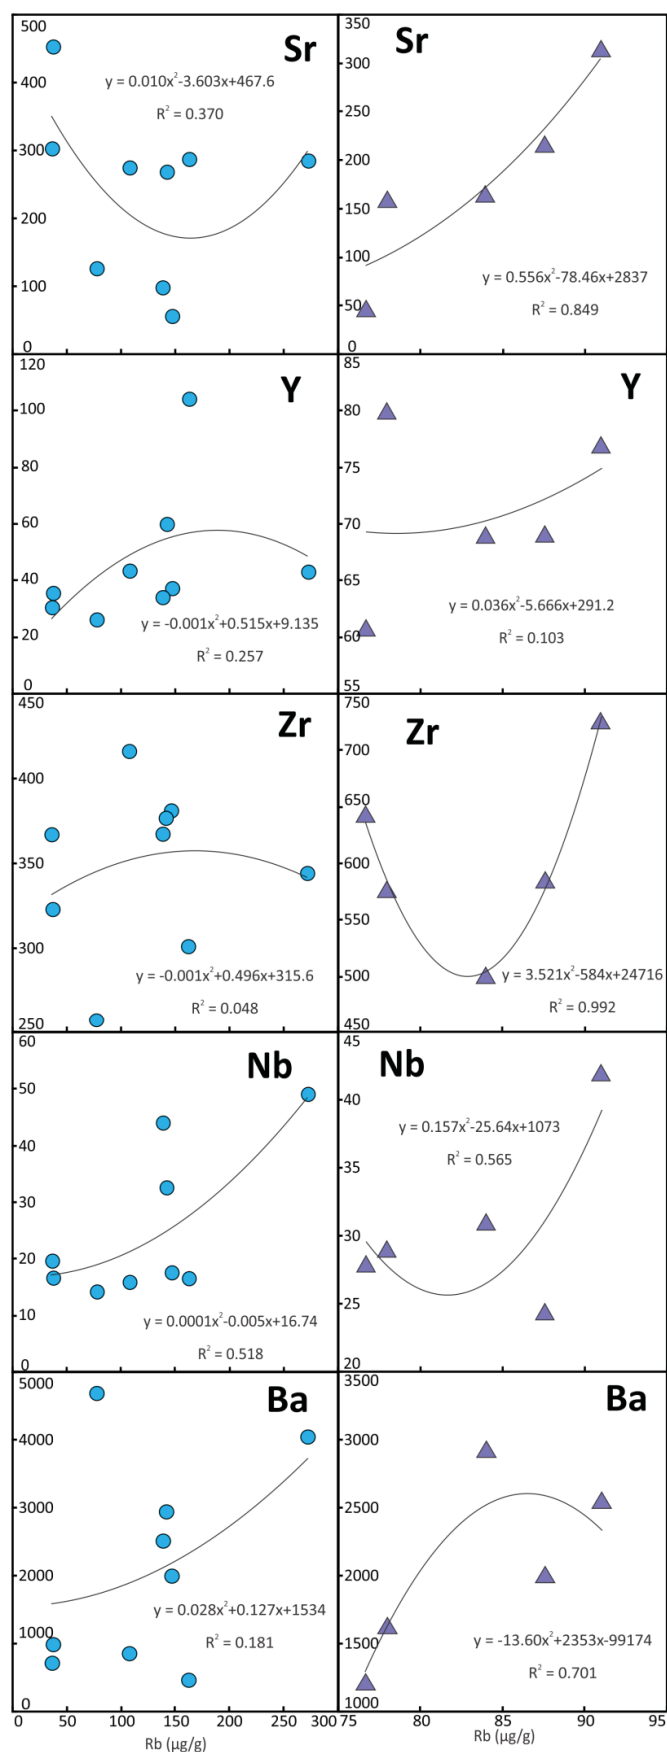 Sr
500
400
300
200
100
0
y = 0.010x²-3.603x+467.6
R² = 0.370
Sr
350
300
250
200
150
100
50
0
y = 0.556x²-78.46x+2837
R² = 0.849
Y
120
100
80
60
40
20
0
y = -0.001x²+0.515x+9.135
R² = 0.257
Y
85
80
75
70
65
60
55
y = 0.036x²-5.666x+291.2
R² = 0.103
Zr
450
400
350
300
250
y = -0.001x²+0.496x+315.6
R² = 0.048
Zr
750
700
650
600
550
500
450
y = 3.521x²-584x+24716
R² = 0.992
Nb
60
50
40
30
20
10
0
y = 0.0001x²-0.005x+16.74
R² = 0.518
Nb
45
40
35
30
25
20
y = 0.157x²-25.64x+1073
R² = 0.565
Ba
5000
4000
3000
2000
1000
0
y = 0.028x²+0.127x+1534
R² = 0.181
Ba
3500
3000
2500
2000
1500
1000
y = -13.60x²+2353x-99174
R² = 0.701
0 50 100 150 200 250 300
Rb (µg/g)
75 80 85 90 95
Rb (µg/g)